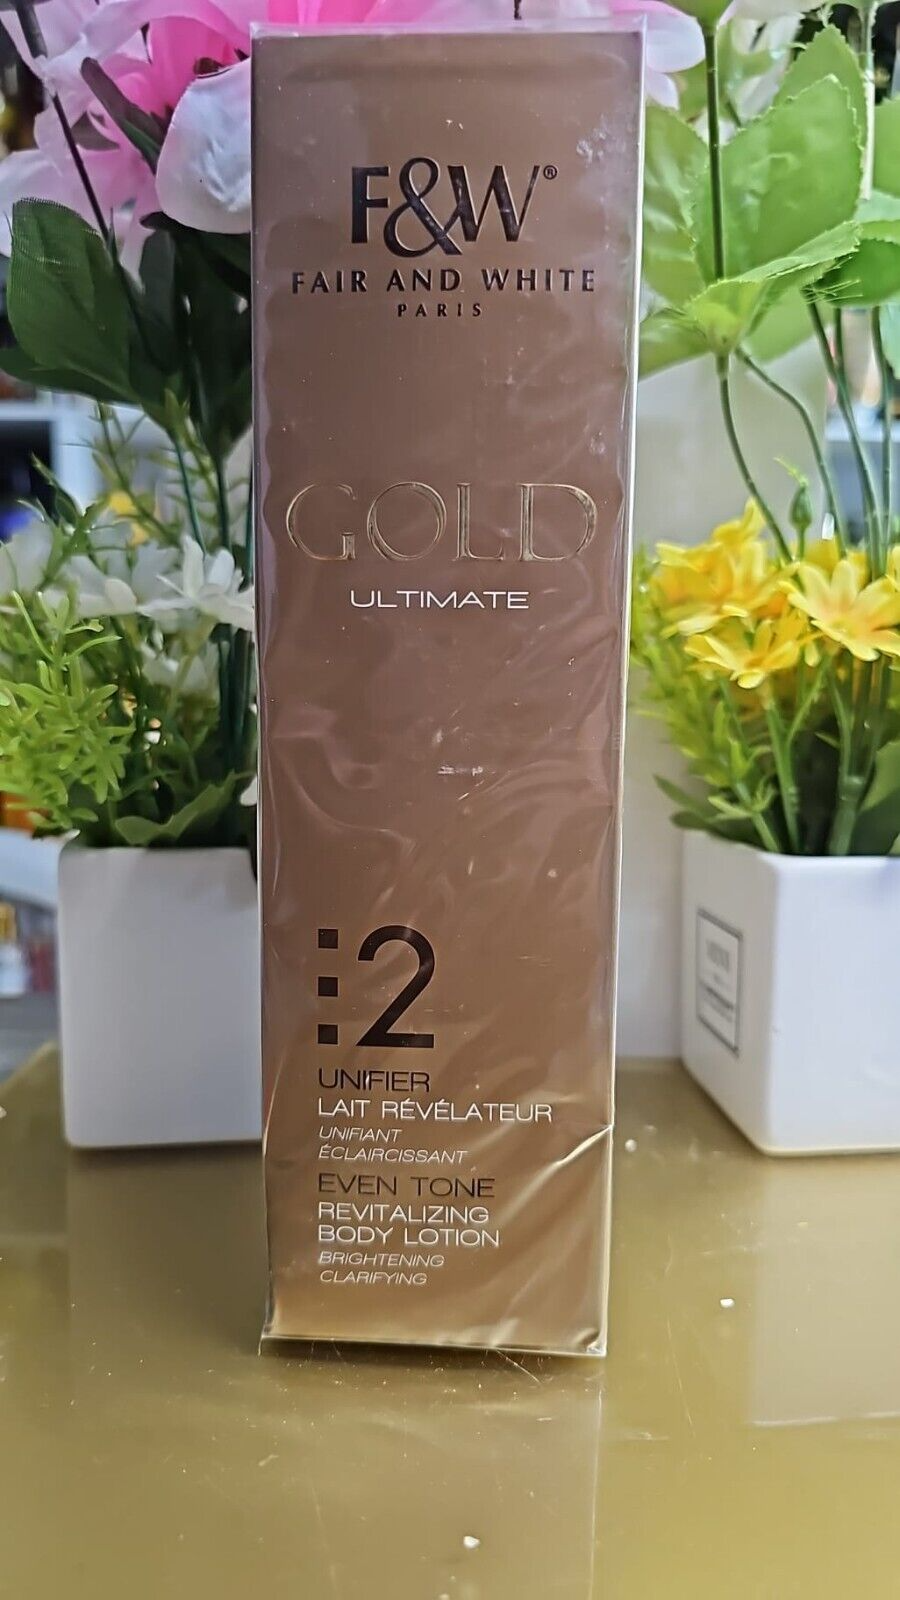 F&W®
FAIR AND WHITE
PARIS
GOLD
ULTIMATE
2
UNIFIER
LAIT RÉVÉLATEUR
UNIFIANT
ÉCLAIRCISSANT
EVEN TONE
REVITALIZING
BODY LOTION
BRIGHTENING
CLARIFYING